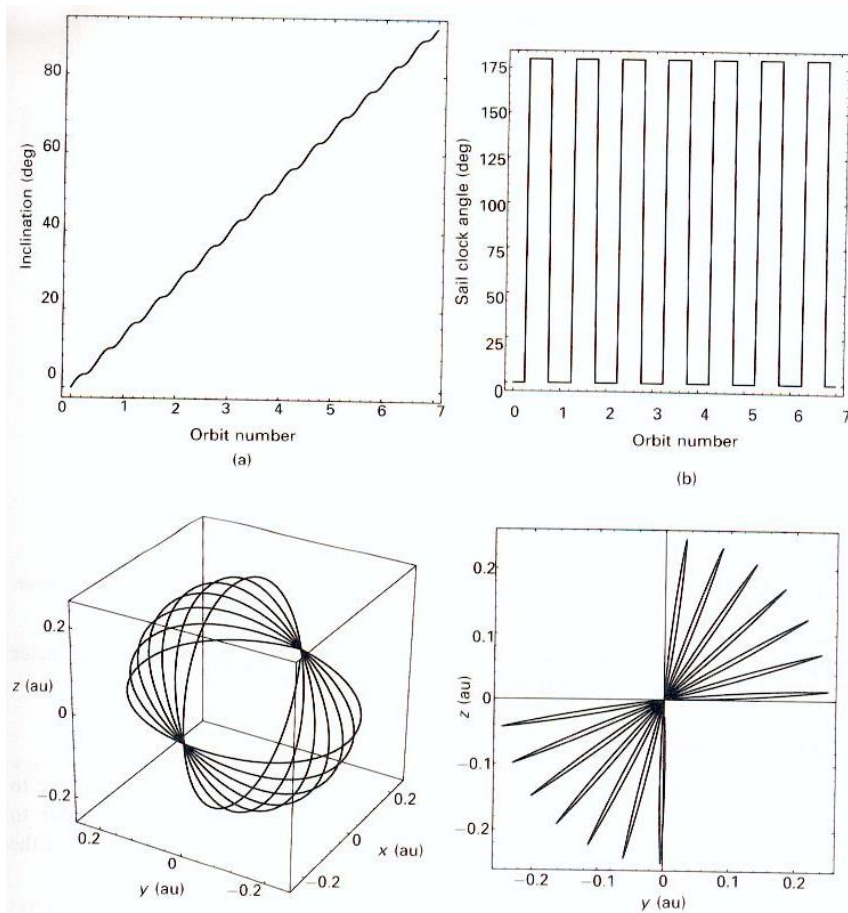 80
60
40
20
0
Inclination (deg)
0 1 2 3 4 5 6 7
Orbit number
(a)
175
150
125
100
75
50
25
0
Sail clock angle (deg)
0 1 2 3 4 5 6 7
Orbit number
(b)
0.2
z (au)
0
−0.2
0.2
0
−0.2
y (au)
−0.2
0
0.2
x (au)
0.2
0.1
0
−0.1
−0.2
z (au)
−0.2 −0.1 0 0.1 0.2
y (au)